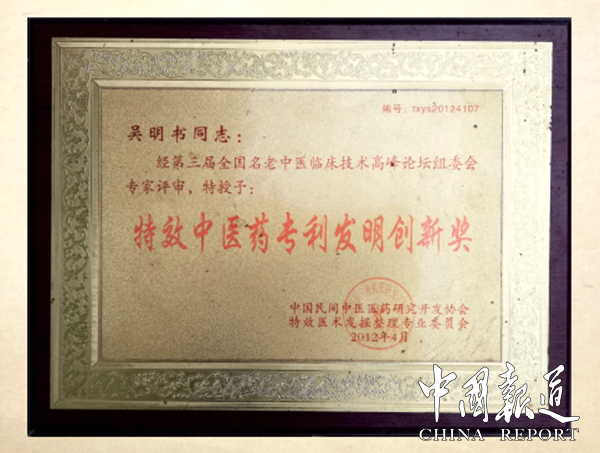 编号：txys20124107
吴明书同志：
经第三届全国名老中医临床技术高峰论坛组委会
专家评审，特授予：
特效中医药专利发明创新奖
中国民间中医医药研究开发协会
特效医术发掘整理专业委员会
2012年4月
中国报道
CHINA REPORT